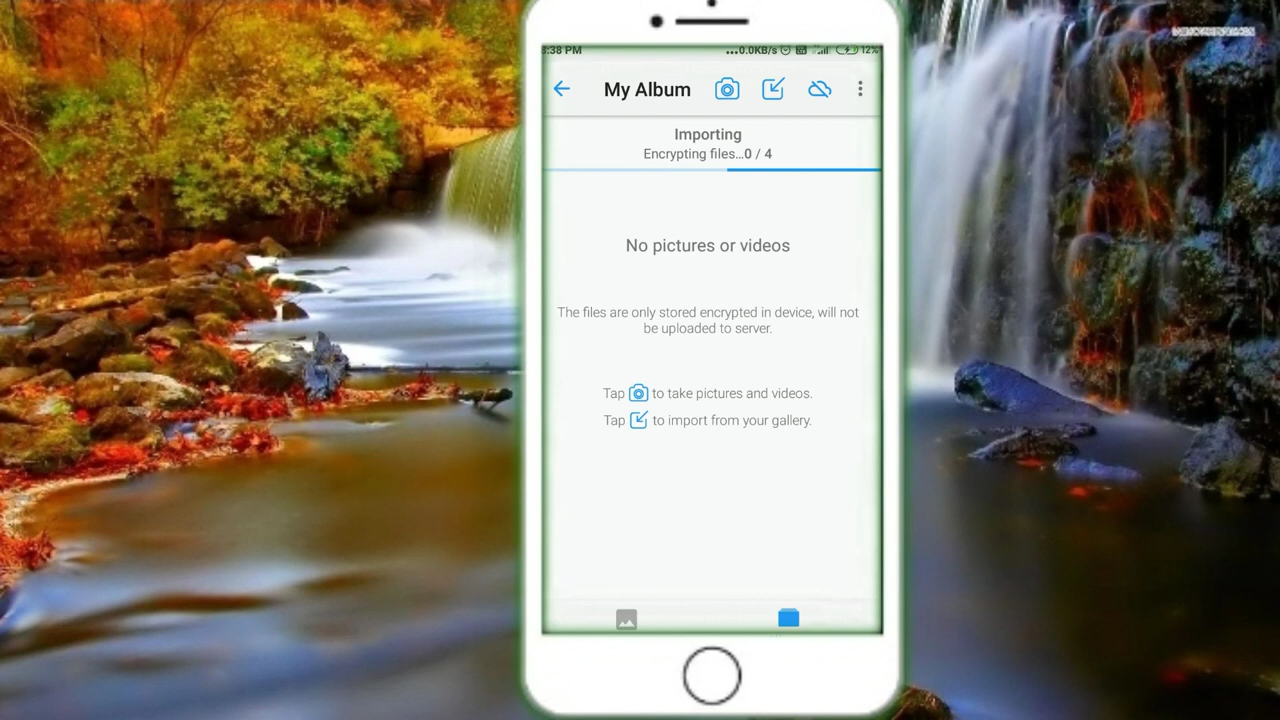 3:38 PM ...0.0KB/s 12%
My Album
Importing
Encrypting files...0 / 4
No pictures or videos
The files are only stored encrypted in device, will not
be uploaded to server.
Tap to take pictures and videos.
Tap to import from your gallery.